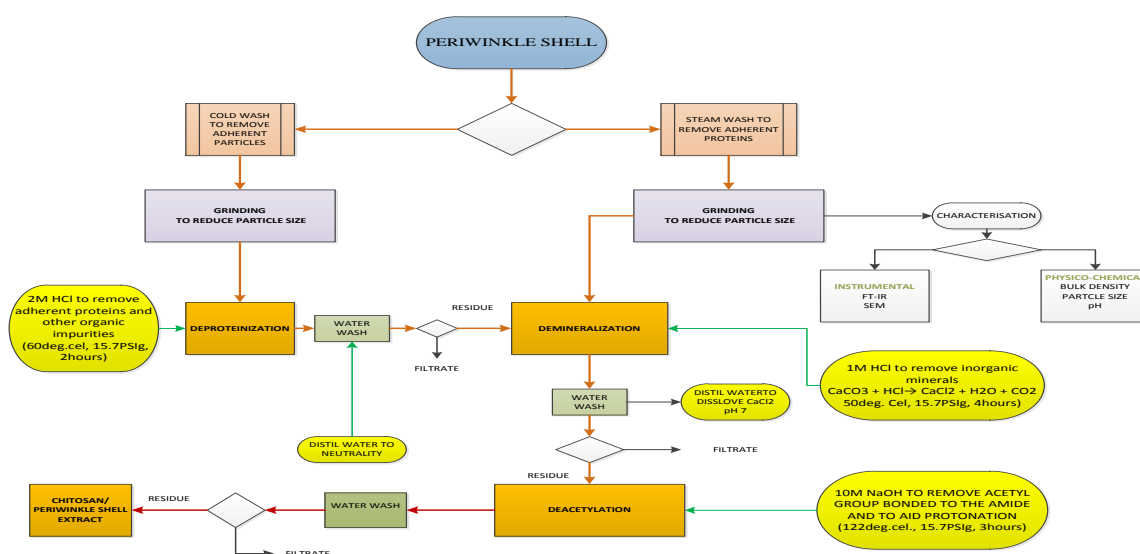 PERIWINKLE SHELL
COLD WASH
TO REMOVE
ADHERENT
PARTICLES
STEAM WASH TO
REMOVE ADHERENT
PROTEINS
GRINDING
TO REDUCE PARTICLE SIZE
GRINDING
TO REDUCE PARTICLE SIZE
CHARACTERISATION
INSTRUMENTAL
FT-IR
SEM
PHYSICO-CHEMICA
BULK DENSITY
PARTCLE SIZE
pH
2M HCl to remove
adherent proteins and
other organic
impurities
(60deg.cel, 15.7PSIg,
2hours)
DEPROTEINIZATION
WATER
WASH
RESIDUE
FILTRATE
DEMINERALIZATION
1M HCl to remove inorganic
minerals
CaCO3 + HCl→ CaCl2 + H2O + CO2
50deg. Cel, 15.7PSIg, 4hours)
WATER
WASH
DISTIL WATERTO
DISSLOVE CaCl2
pH 7
DISTIL WATER TO
NEUTRALITY
FILTRATE
RESIDUE
CHITOSAN/
PERIWINKLE SHELL
EXTRACT
RESIDUE
WATER WASH
DEACETYLATION
10M NaOH TO REMOVE ACETYL
GROUP BONDED TO THE AMIDE
AND TO AID PROTONATION
(122deg.cel., 15.7PSIg, 3hours)
FILTRATE